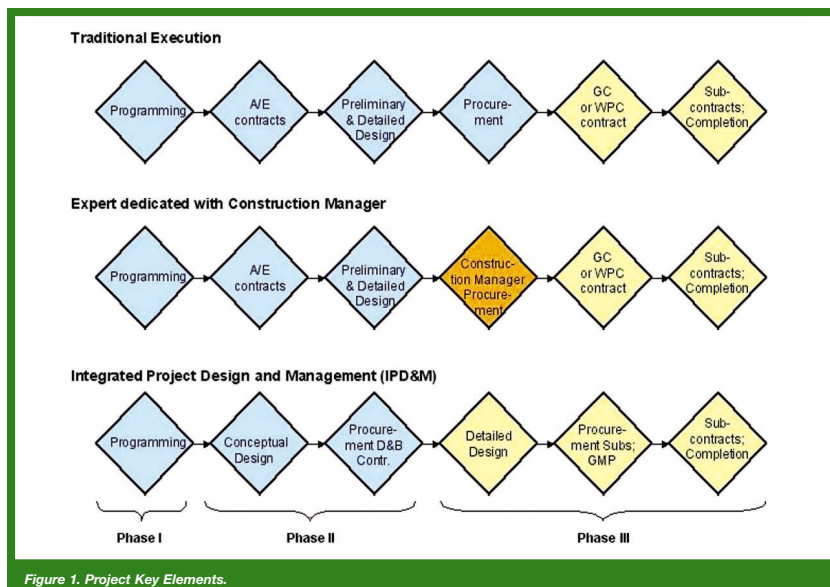 Traditional Execution
Programming
A/E
contracts
Preliminary
& Detailed
Design
Procure-
ment
GC
or WPC
contract
Sub-
contracts;
Completion
Expert dedicated with Construction Manager
Programming
A/E
contracts
Preliminary
& Detailed
Design
Construc-
tion Manager
Procure-
ment
GC
or WPC
contract
Sub-
contracts;
Completion
Integrated Project Design and Management (IPD&M)
Programming
Conceptual
Design
Procure-
ment D&B
Contr.
Detailed
Design
Procurement Subs;
GMP
Sub-
contracts;
Completion
Phase I
Phase II
Phase III
Figure 1. Project Key Elements.